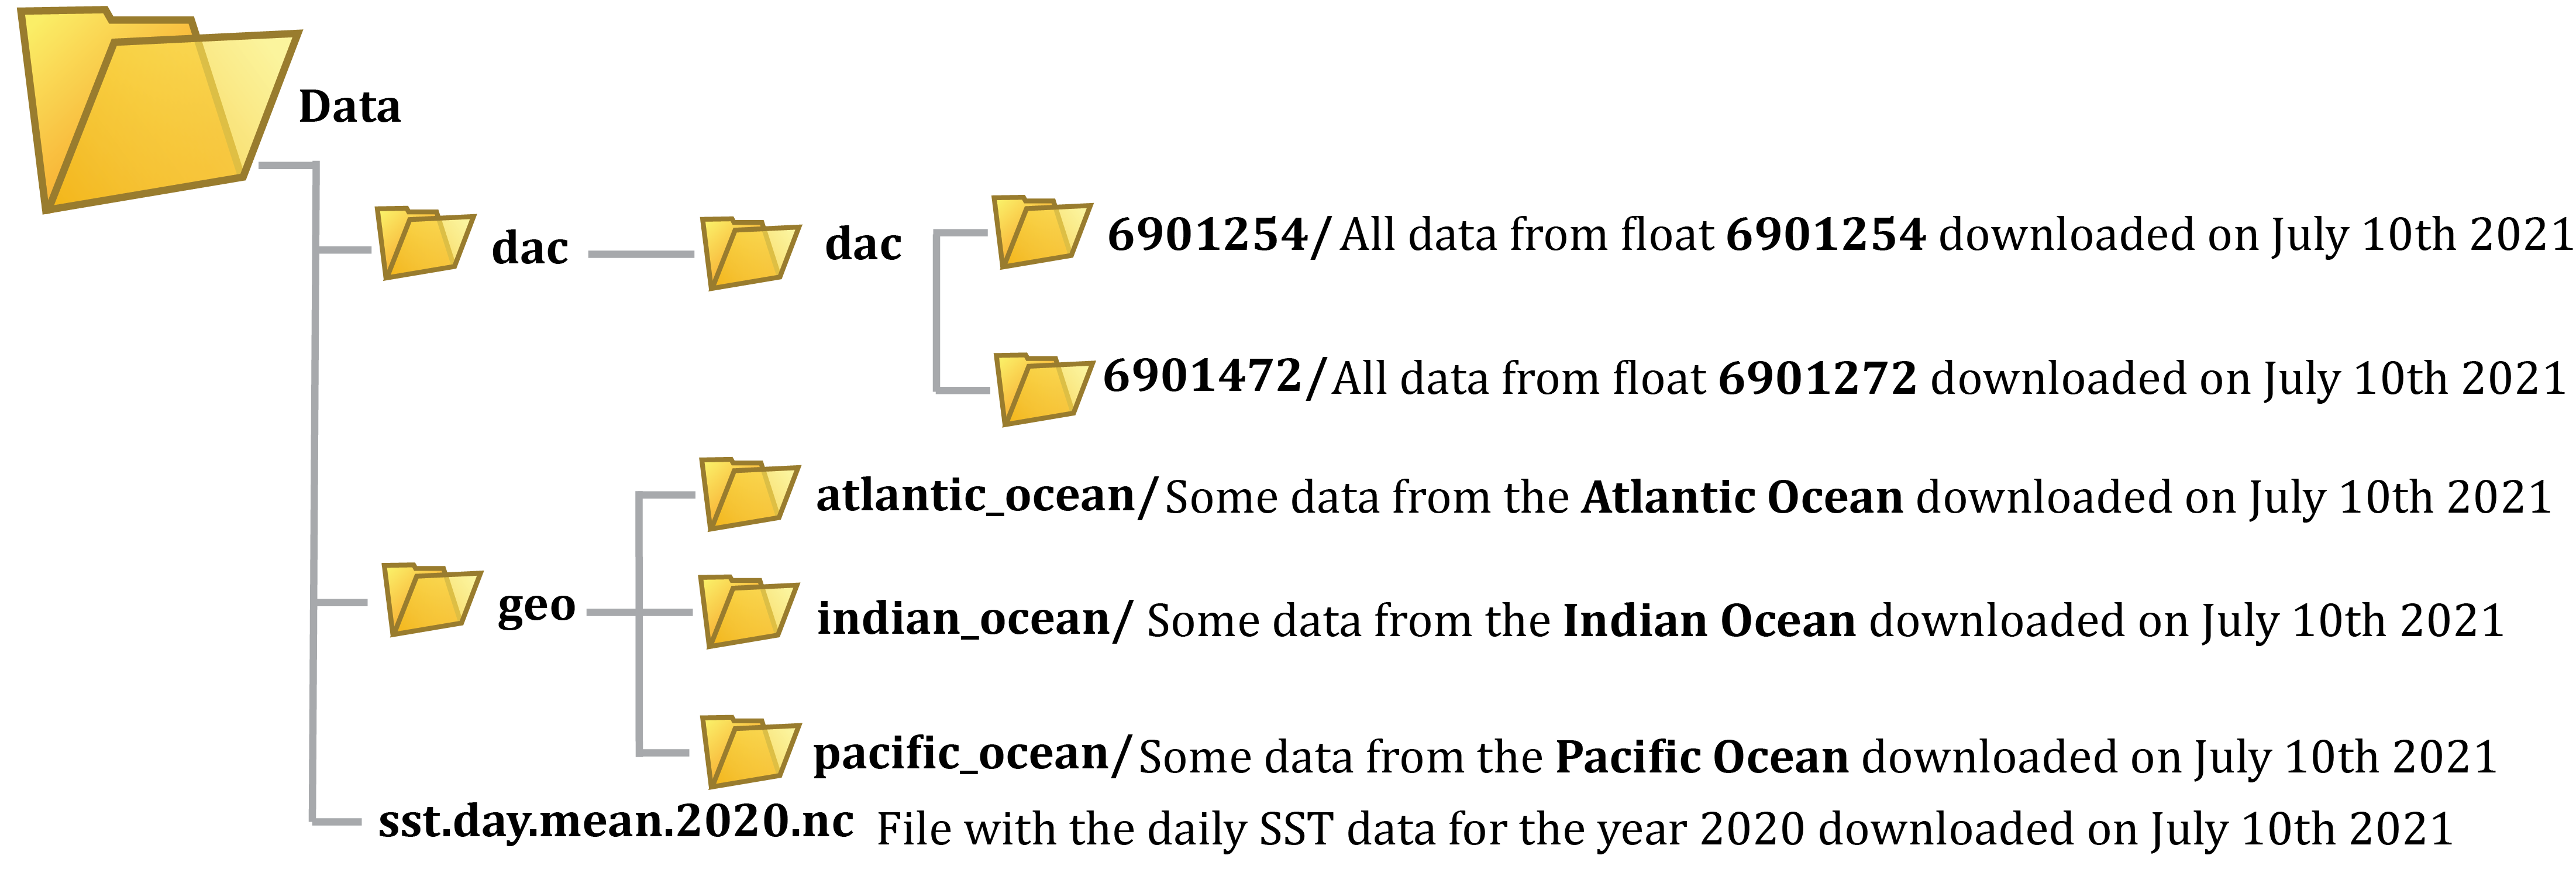 Data
dac
dac
6901254/ All data from float 6901254 downloaded on July 10th 2021
6901472/All data from float 6901272 downloaded on July 10th 2021
atlantic_ocean/ Some data from the Atlantic Ocean downloaded on July 10th 2021
geo
indian_ocean/ Some data from the Indian Ocean downloaded on July 10th 2021
pacific_ocean/ Some data from the Pacific Ocean downloaded on July 10th 2021
sst.day.mean.2020.nc File with the daily SST data for the year 2020 downloaded on July 10th 2021